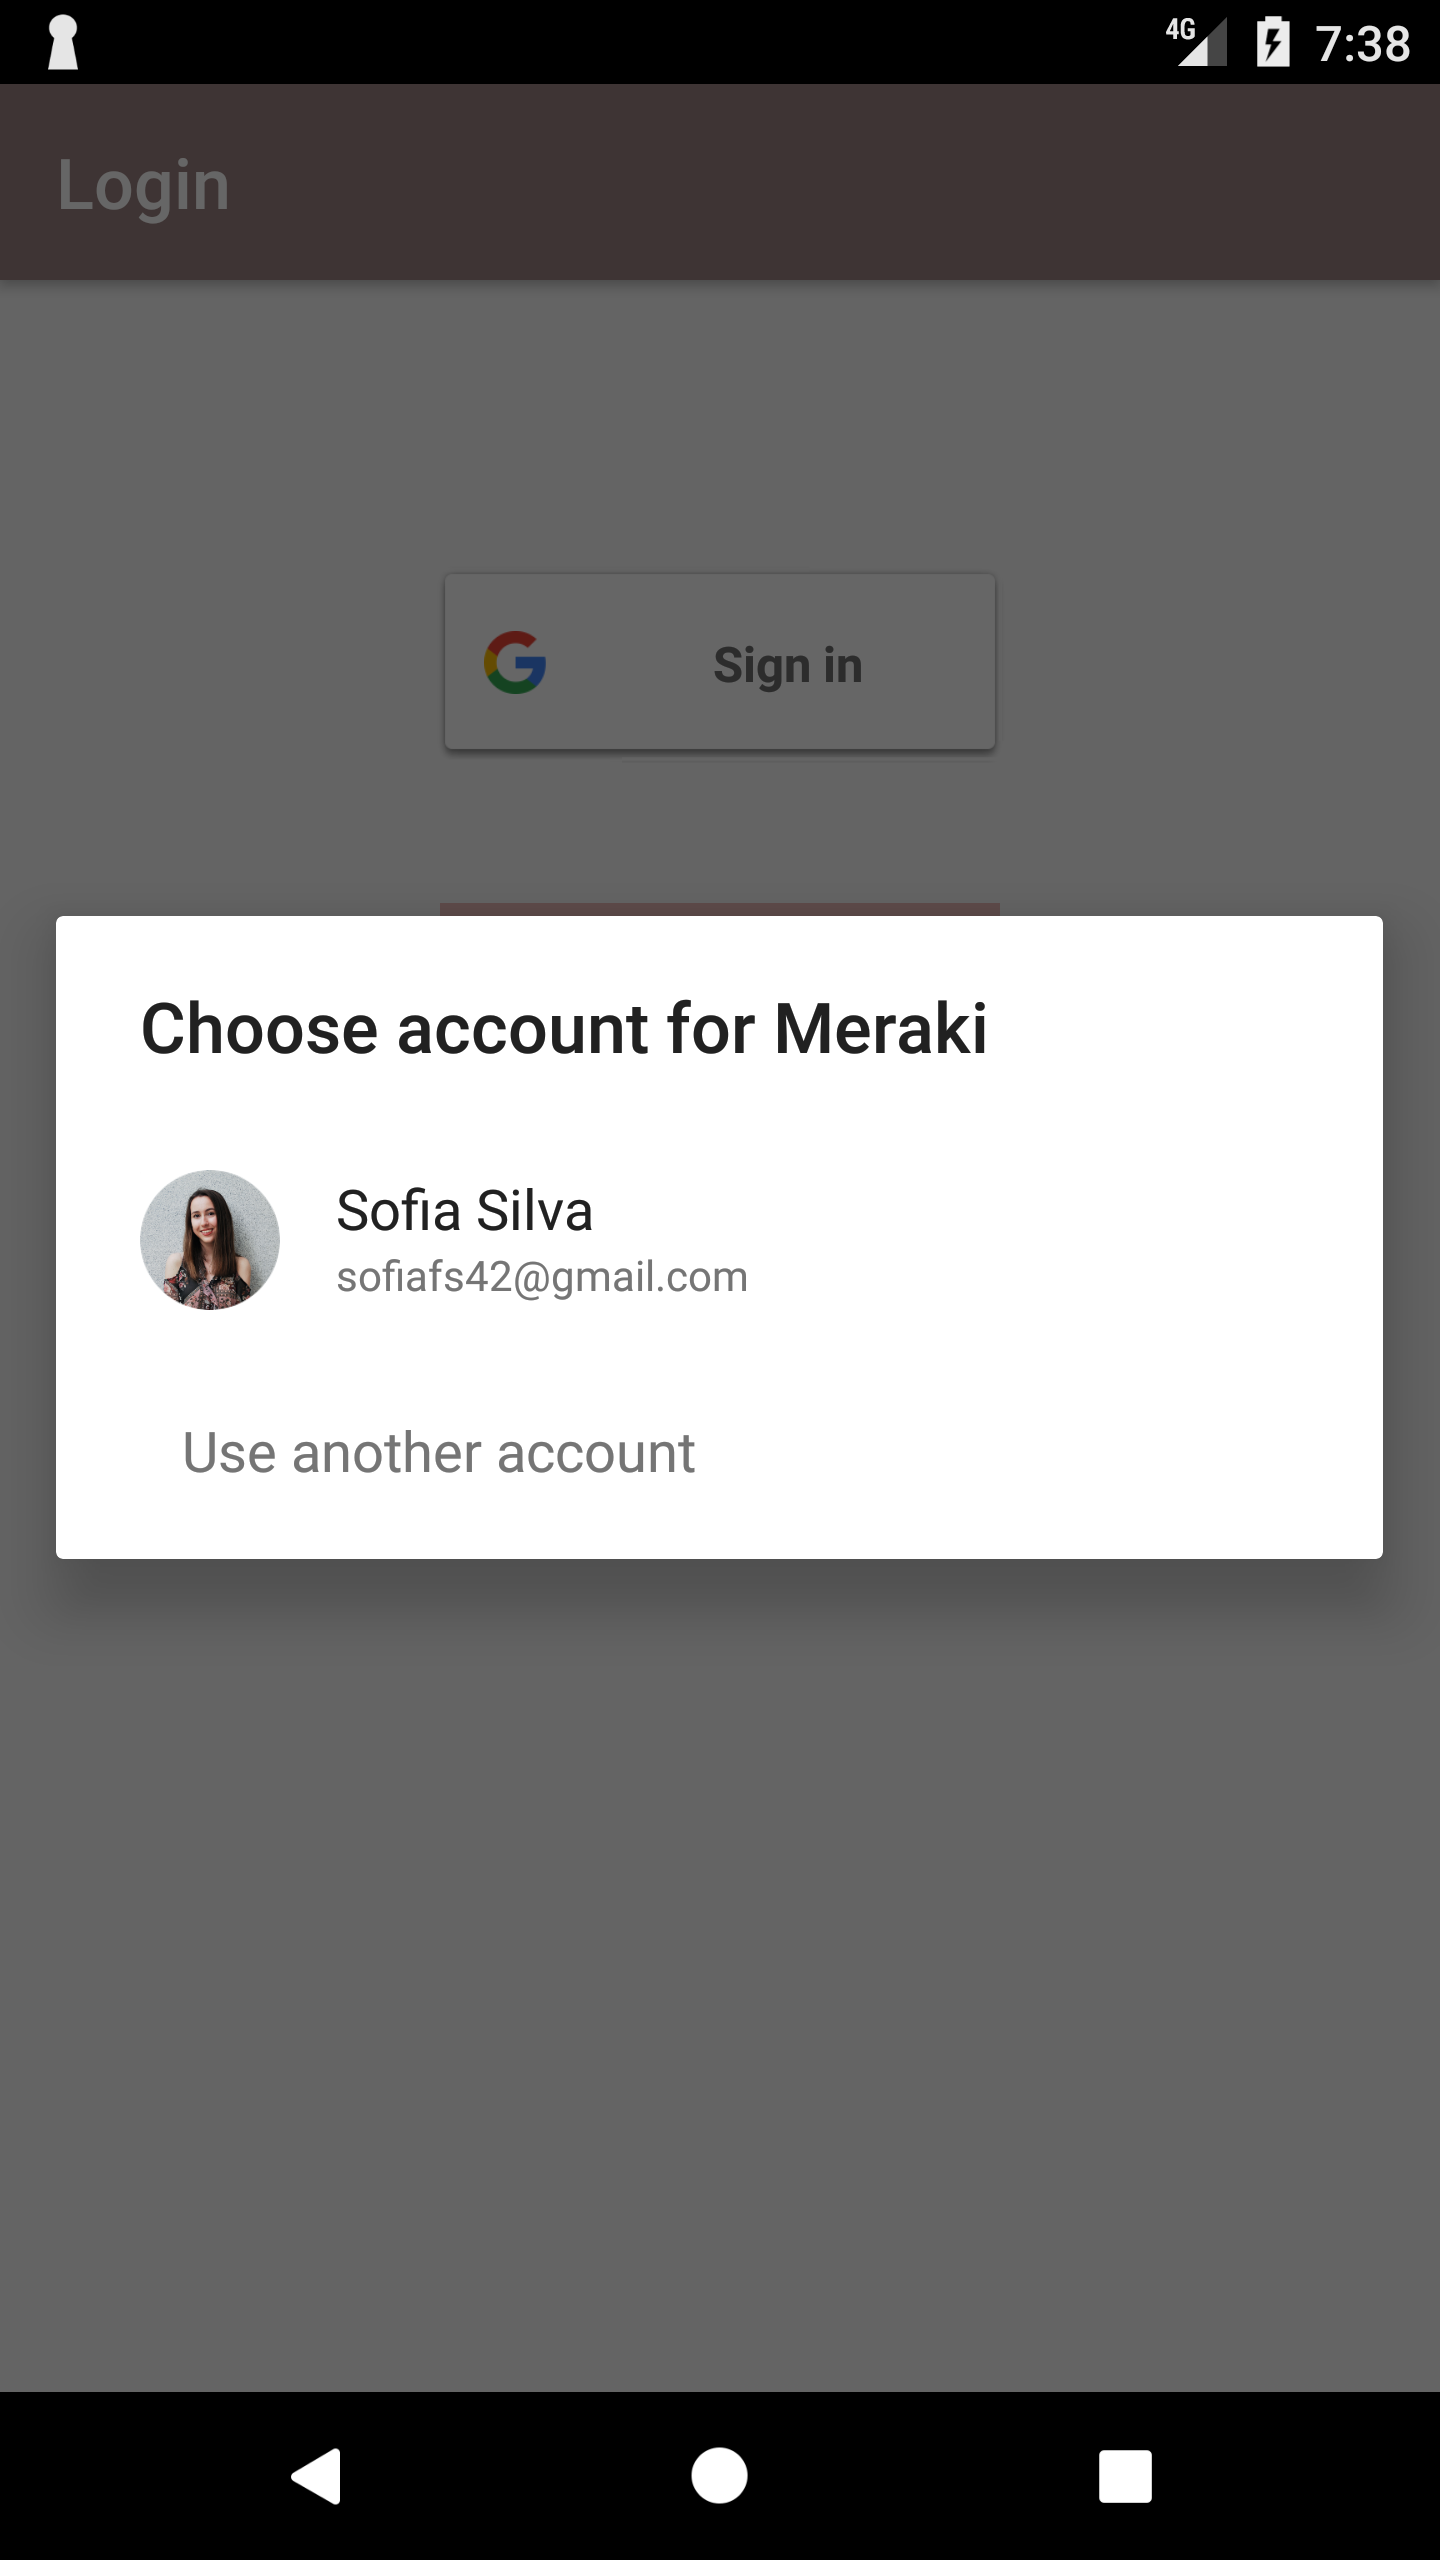 4G 7:38
Login
Sign in
Choose account for Meraki
Sofia Silva
sofiafs42@gmail.com
Use another account